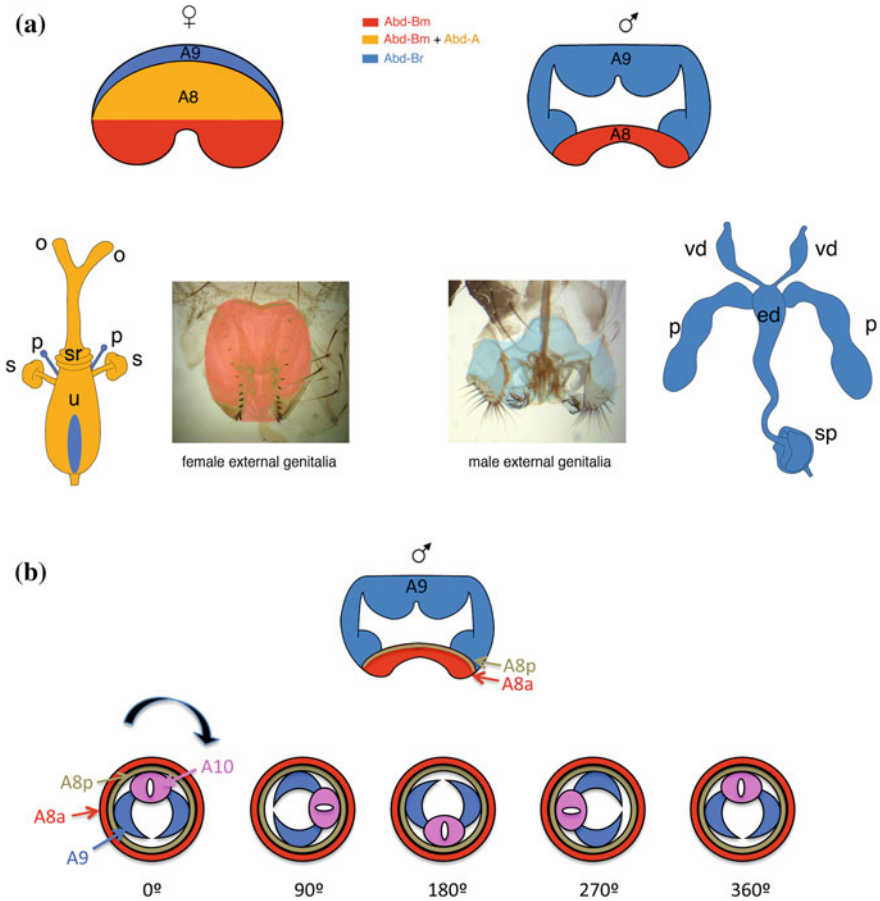 (a)
♀
Abd-Bm
Abd-Bm + Abd-A
Abd-Br
♂
A9
A8
A9
A8
o
o
p
p
s
sr
s
u
female external genitalia
male external genitalia
vd
vd
p
ed
p
sp
(b)
♂
A9
A8p
A8a
A8p
A10
A8a
A9
0º
90º
180º
270º
360º